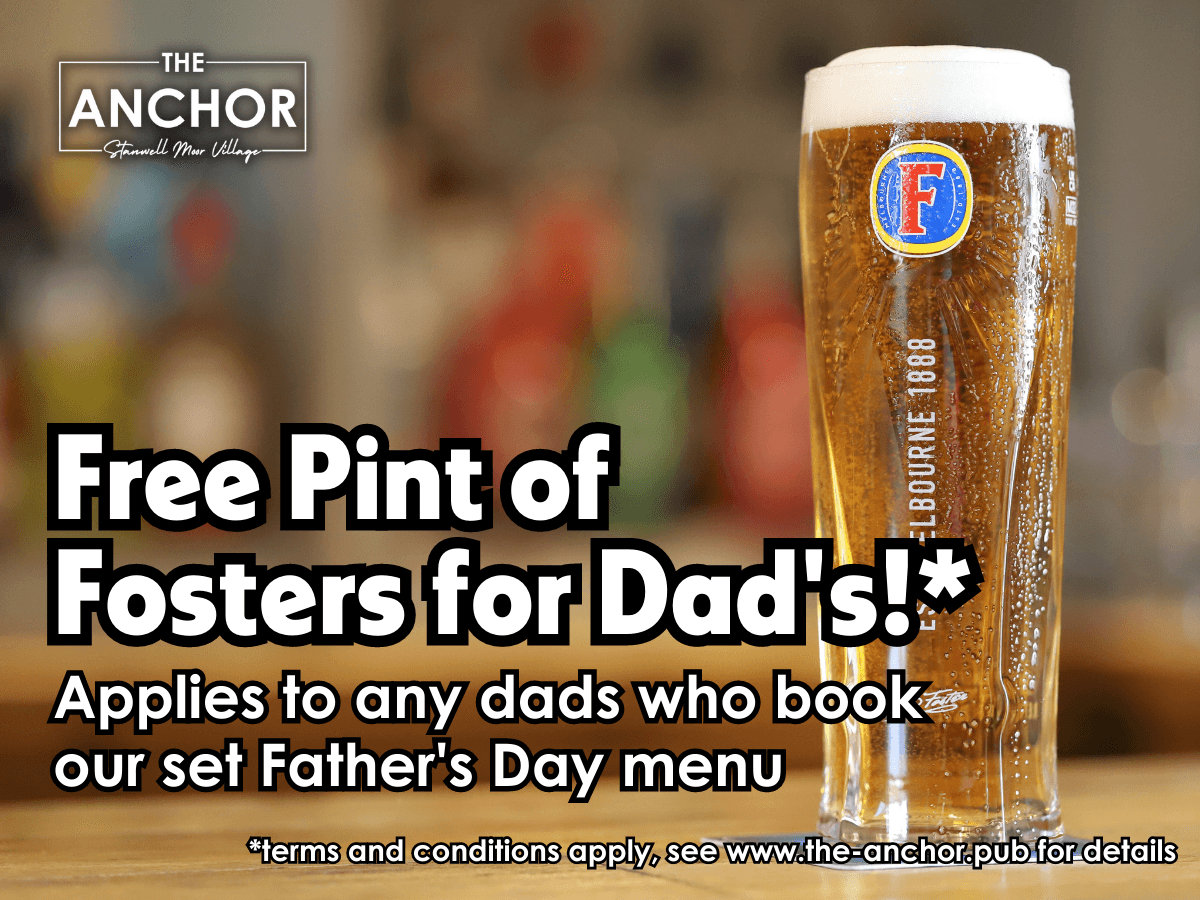 THE
ANCHOR
Stanwell Moor Village
F
MELBOURNE
ELBOURNE 1888
Free Pint of
Fosters for Dad's!*
Applies to any dads who book
our set Father's Day menu
*terms and conditions apply, see www.the-anchor.pub for details